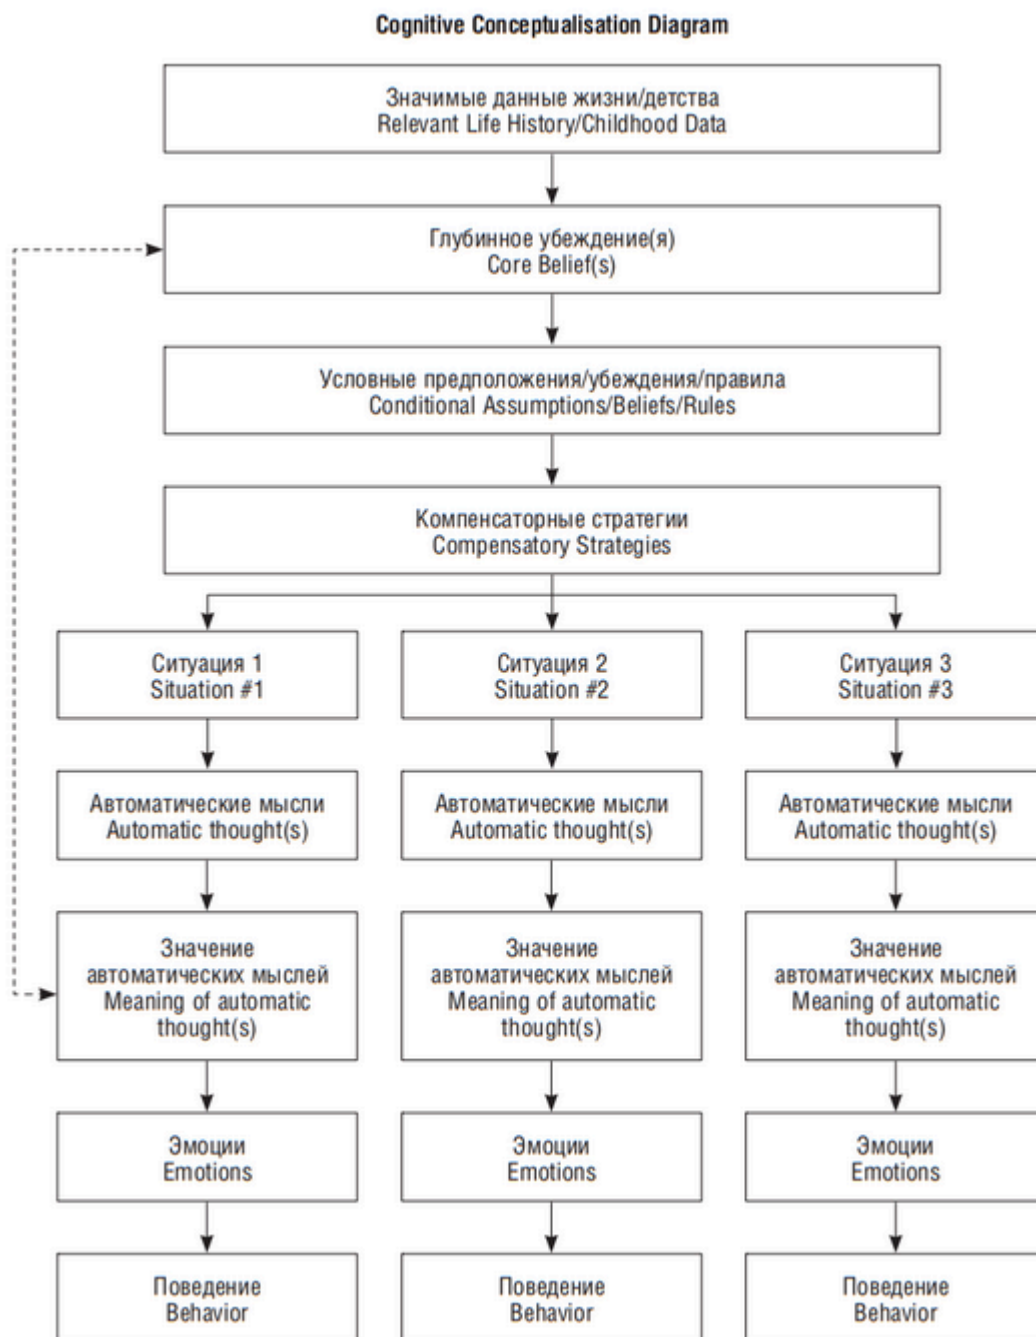 Cognitive Conceptualisation Diagram
Значимые данные жизни/детства
Relevant Life History/Childhood Data
Глубинное убеждение(я)
Core Belief(s)
Условные предположения/убеждения/правила
Conditional Assumptions/Beliefs/Rules
Компенсаторные стратегии
Compensatory Strategies
Ситуация 1
Situation #1
Ситуация 2
Situation #2
Ситуация 3
Situation #3
Автоматические мысли
Automatic thought(s)
Автоматические мысли
Automatic thought(s)
Автоматические мысли
Automatic thought(s)
Значение
автоматических мыслей
Meaning of automatic
thought(s)
Значение
автоматических мыслей
Meaning of automatic
thought(s)
Значение
автоматических мыслей
Meaning of automatic
thought(s)
Эмоции
Emotions
Эмоции
Emotions
Эмоции
Emotions
Поведение
Behavior
Поведение
Behavior
Поведение
Behavior